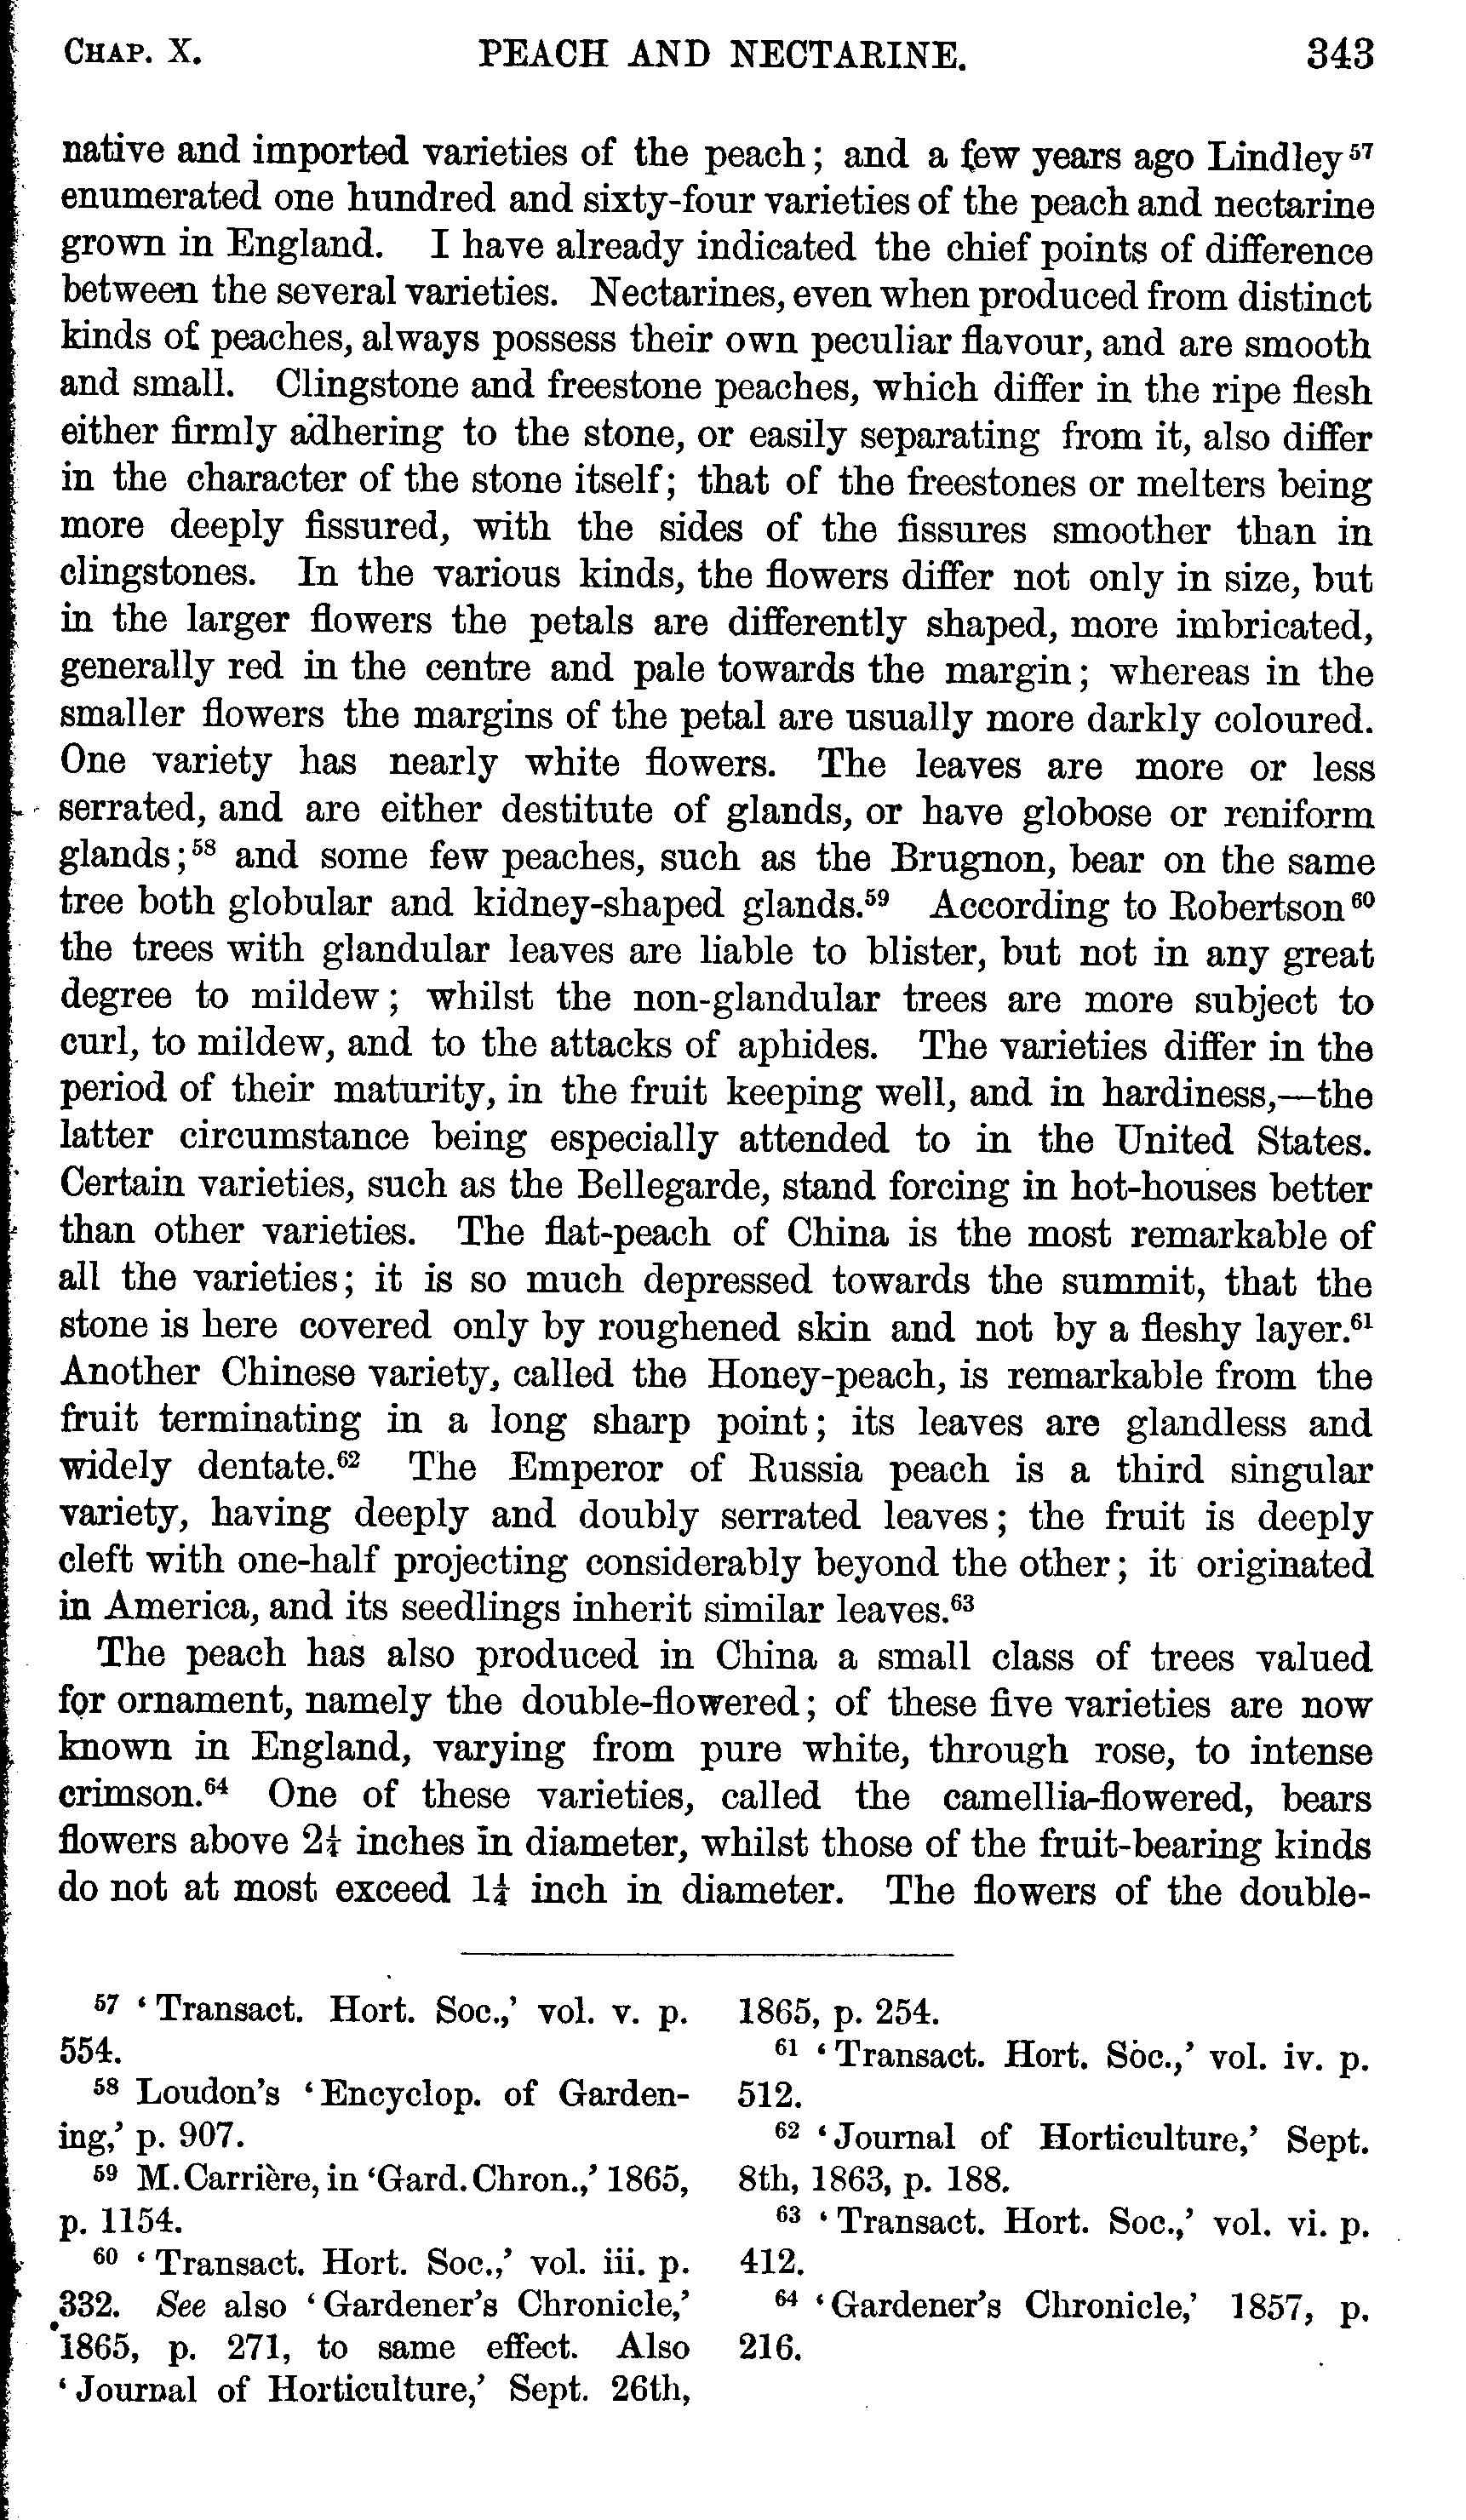 CHAP. X. PEACH AND NECTARINE. 343
native and imported varieties of the peach; and a few years ago Lindley⁵⁷
enumerated one hundred and sixty-four varieties of the peach and nectarine
grown in England. I have already indicated the chief points of difference
between the several varieties. Nectarines, even when produced from distinct
kinds of peaches, always possess their own peculiar flavour, and are smooth
and small. Clingstone and freestone peaches, which differ in the ripe flesh
either firmly adhering to the stone, or easily separating from it, also differ
in the character of the stone itself; that of the freestones or melters being
more deeply fissured, with the sides of the fissures smoother than in
clingstones. In the various kinds, the flowers differ not only in size, but
in the larger flowers the petals are differently shaped, more imbricated,
generally red in the centre and pale towards the margin; whereas in the
smaller flowers the margins of the petal are usually more darkly coloured.
One variety has nearly white flowers. The leaves are more or less
serrated, and are either destitute of glands, or have globose or reniform
glands;⁵⁸ and some few peaches, such as the Brugnon, bear on the same
tree both globular and kidney-shaped glands.⁵⁹ According to Robertson⁶⁰
the trees with glandular leaves are liable to blister, but not in any great
degree to mildew; whilst the non-glandular trees are more subject to
curl, to mildew, and to the attacks of aphides. The varieties differ in the
period of their maturity, in the fruit keeping well, and in hardiness,—the
latter circumstance being especially attended to in the United States.
Certain varieties, such as the Bellegarde, stand forcing in hot-houses better
than other varieties. The flat-peach of China is the most remarkable of
all the varieties; it is so much depressed towards the summit, that the
stone is here covered only by roughened skin and not by a fleshy layer.⁶¹
Another Chinese variety, called the Honey-peach, is remarkable from the
fruit terminating in a long sharp point; its leaves are glandless and
widely dentate.⁶² The Emperor of Russia peach is a third singular
variety, having deeply and doubly serrated leaves; the fruit is deeply
cleft with one-half projecting considerably beyond the other; it originated
in America, and its seedlings inherit similar leaves.⁶³
The peach has also produced in China a small class of trees valued
for ornament, namely the double-flowered; of these five varieties are now
known in England, varying from pure white, through rose, to intense
crimson.⁶⁴ One of these varieties, called the camellia-flowered, bears
flowers above 2¼ inches in diameter, whilst those of the fruit-bearing kinds
do not at most exceed 1¼ inch in diameter. The flowers of the double-
⁵⁷ ‘Transact. Hort. Soc.,’ vol. v. p.
554.
⁵⁸ Loudon’s ‘Encyclop. of Garden-
ing,’ p. 907.
⁵⁹ M. Carrière, in ‘Gard. Chron.,’ 1865,
p. 1154.
⁶⁰ ‘Transact. Hort. Soc.,’ vol. iii. p.
332. See also ‘Gardener’s Chronicle,’
1865, p. 271, to same effect. Also
‘Journal of Horticulture,’ Sept. 26th,
1865, p. 254.
⁶¹ ‘Transact. Hort. Soc.,’ vol. iv. p.
512.
⁶² ‘Journal of Horticulture,’ Sept.
8th, 1863, p. 188.
⁶³ ‘Transact. Hort. Soc.,’ vol. vi. p.
412.
⁶⁴ ‘Gardener’s Chronicle,’ 1857, p.
216.